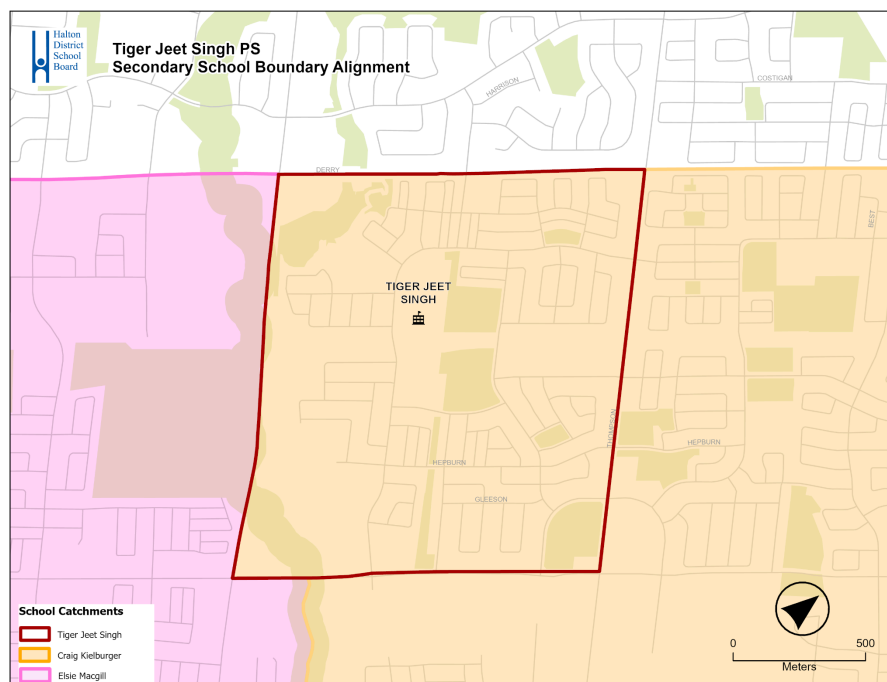 Halton
District
School
Board
Tiger Jeet Singh PS
Secondary School Boundary Alignment
HARRISON
COSTIGAN
DERRY
BEST
TIGER JEET
SINGH
THOMPSON
HEPBURN
HEPBURN
GLEESON
School Catchments
Tiger Jeet Singh
Craig Kielburger
Elsie Macgill
0
500
Meters